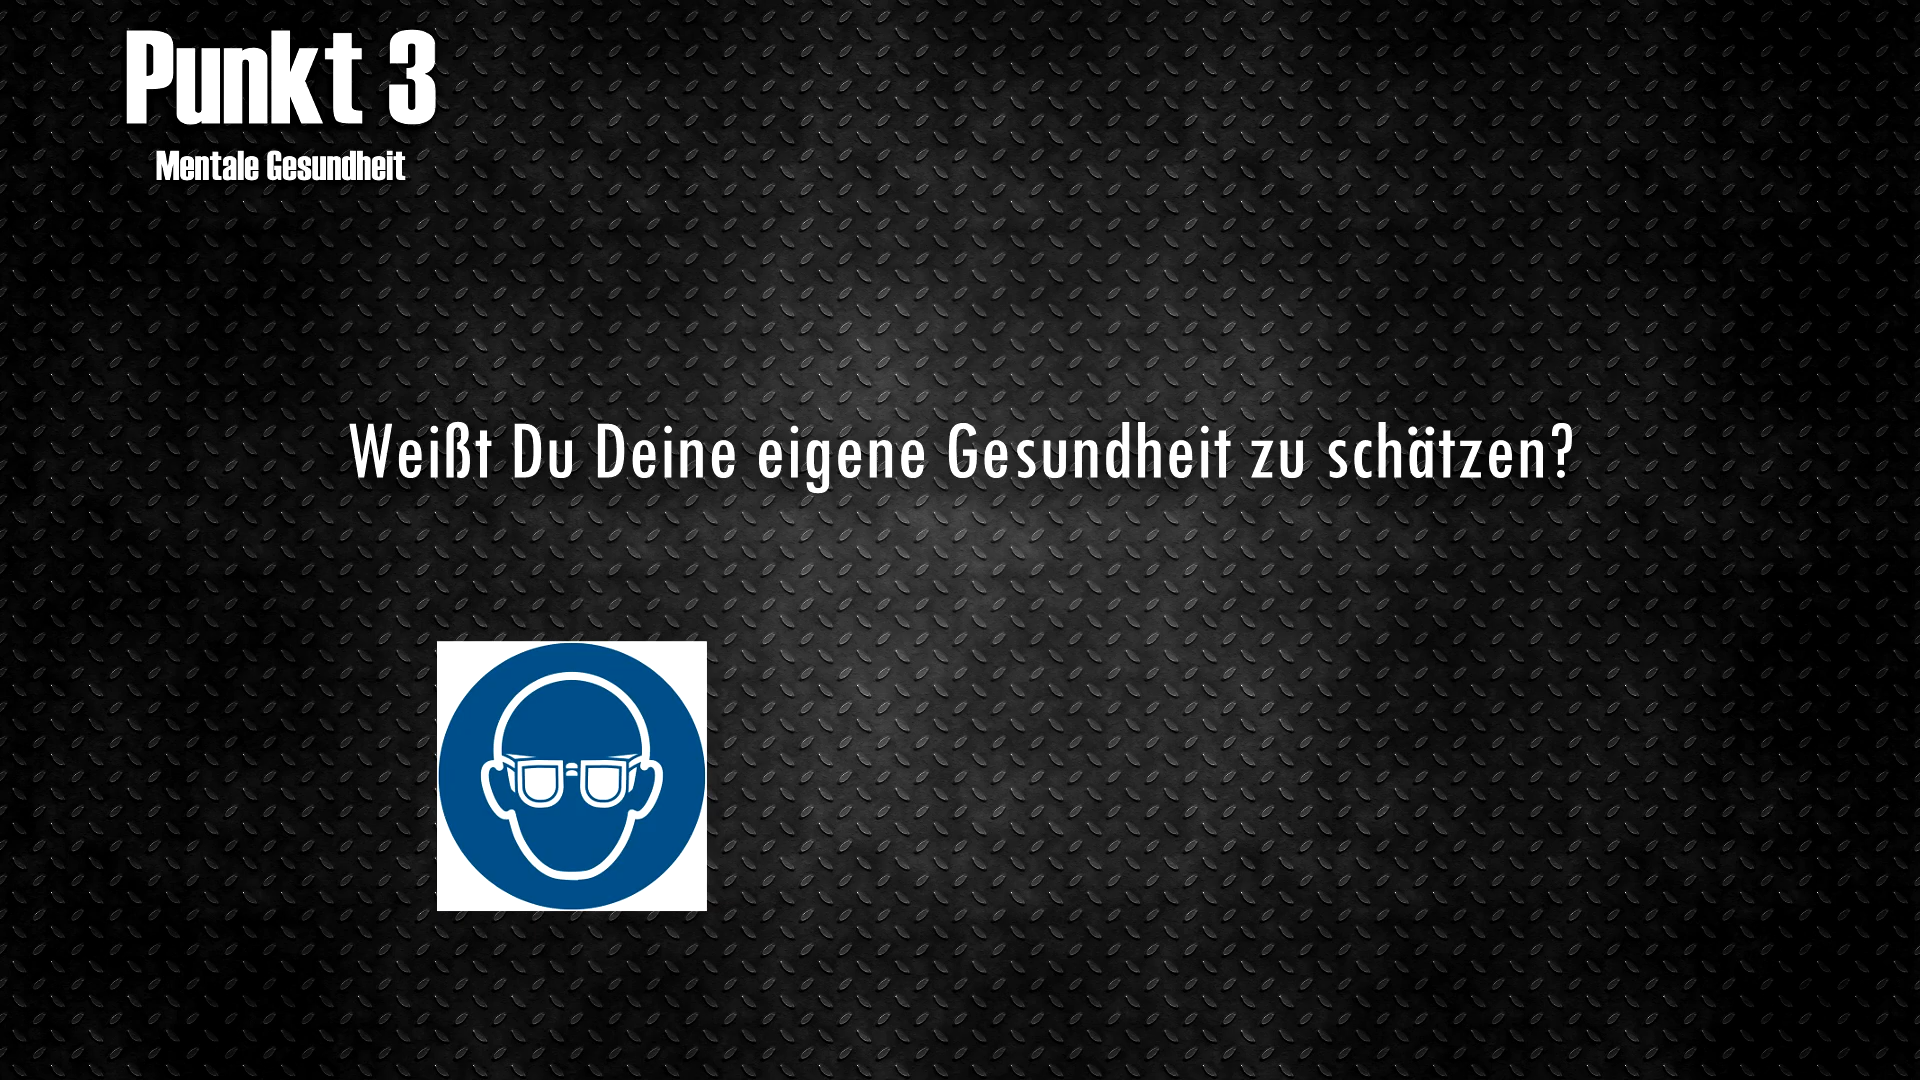 Punkt 3
Mentale Gesundheit
Weißt Du Deine eigene Gesundheit zu schätzen?